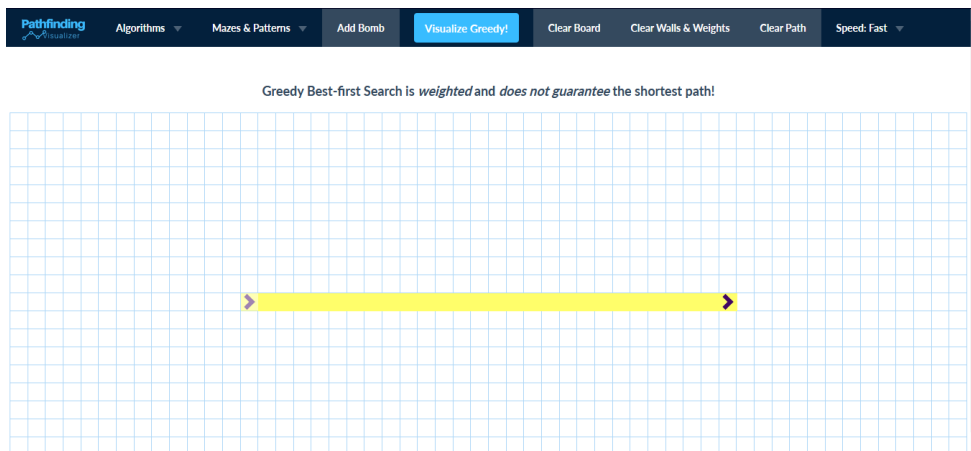 Pathfinding
Visualizer
Algorithms
Mazes & Patterns
Add Bomb
Visualize Greedy!
Clear Board
Clear Walls & Weights
Clear Path
Speed: Fast
Greedy Best-first Search is weighted and does not guarantee the shortest path!